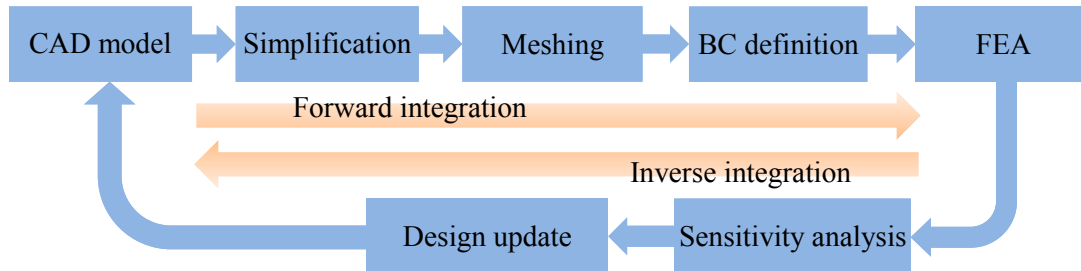 CAD model
Simplification
Meshing
BC definition
FEA
Forward integration
Inverse integration
Design update
Sensitivity analysis